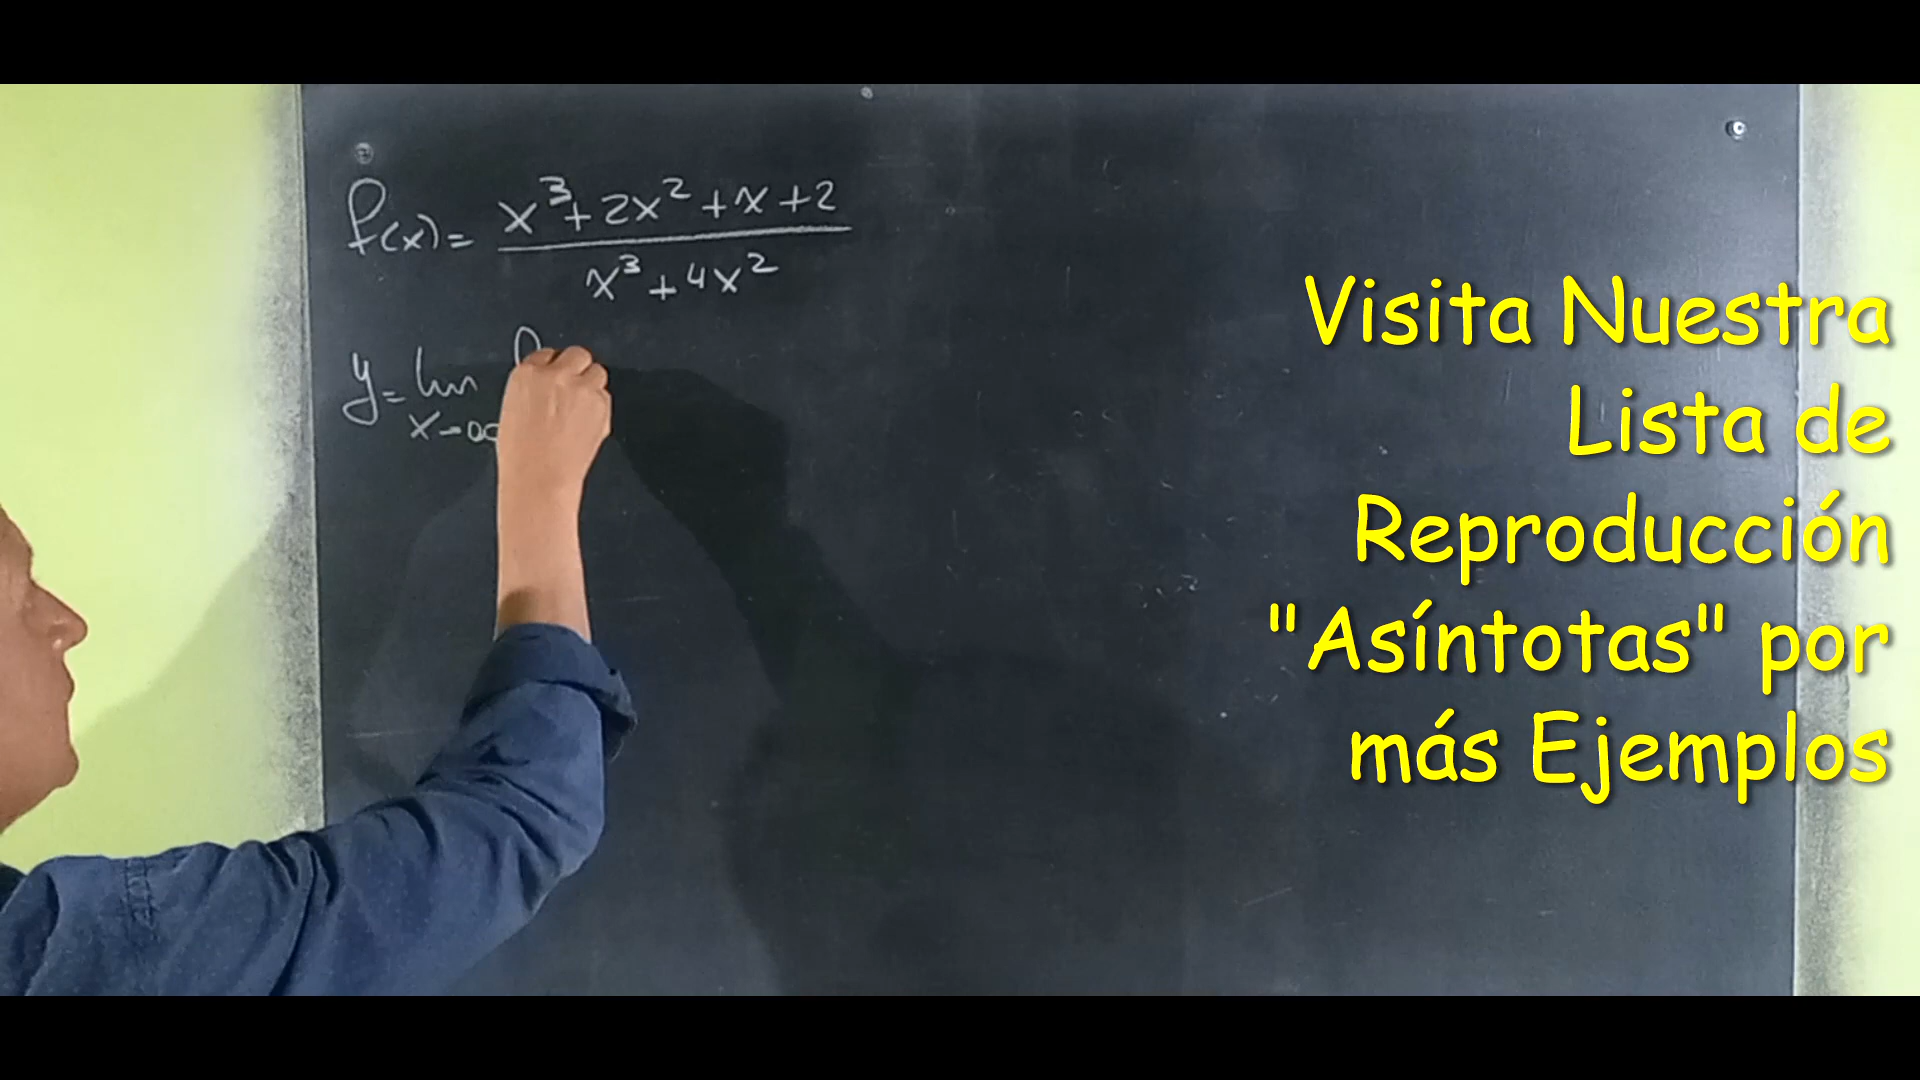 f(x)= x³+2x²+x+2
x³+4x²
y= lim
x→∞
Visita Nuestra
Lista de
Reproducción
"Asíntotas" por
más Ejemplos